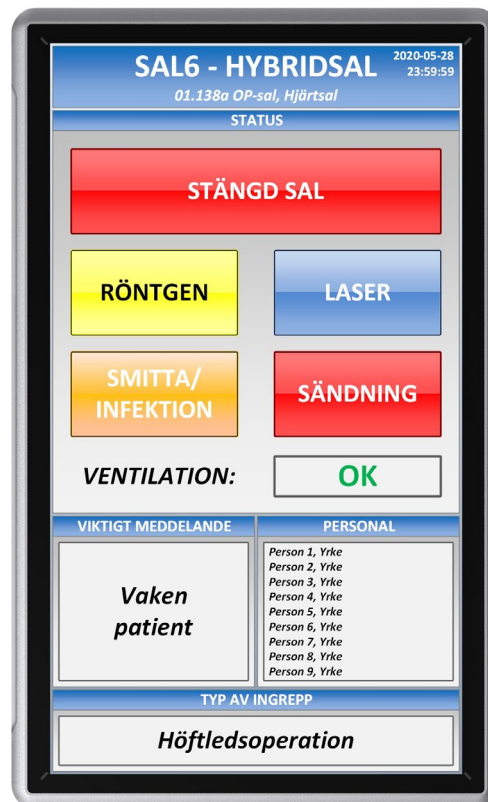 SAL6 - HYBRIDSAL
2020-05-28
23:59:59
01.138a OP-sal, Hjärtsal
STATUS
STÄNGD SAL
RÖNTGEN
LASER
SMITTA/
INFEKTION
SÄNDNING
VENTILATION:
OK
VIKTIGT MEDDELANDE
Vaken
patient
PERSONAL
Person 1, Yrke
Person 2, Yrke
Person 3, Yrke
Person 4, Yrke
Person 5, Yrke
Person 6, Yrke
Person 7, Yrke
Person 8, Yrke
Person 9, Yrke
TYP AV INGREPP
Höftledsoperation